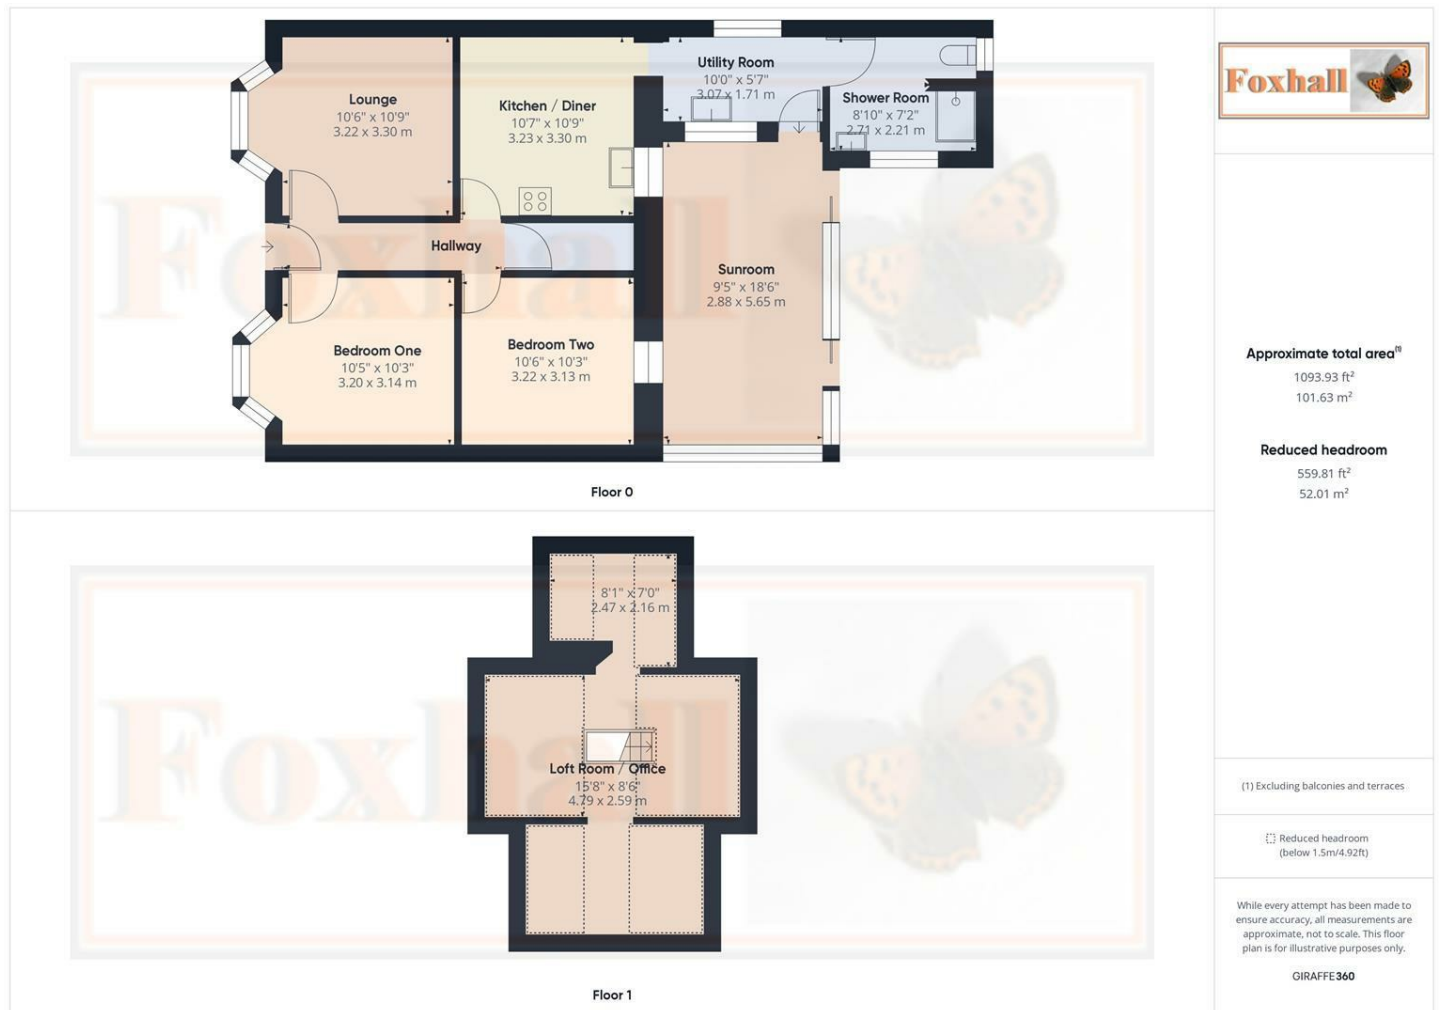 Lounge
10'6" x 10'9"
3.22 x 3.30 m
Kitchen / Diner
10'7" x 10'9"
3.23 x 3.30 m
Utility Room
10'0" x 5'7"
3.07 x 1.71 m
Shower Room
8'10" x 7'2"
2.71 x 2.21 m
Hallway
Sunroom
9'5" x 18'6"
2.88 x 5.65 m
Bedroom One
10'5" x 10'3"
3.20 x 3.14 m
Bedroom Two
10'6" x 10'3"
3.22 x 3.13 m
Foxhall
Floor 0
8'1" x 7'0"
2.47 x 2.16 m
Loft Room / Office
15'8" x 8'6"
4.79 x 2.59 m
Foxhall
Floor 1
Foxhall
Approximate total area(1)
1093.93 ft²
101.63 m²
Reduced headroom
559.81 ft²
52.01 m²
(1) Excluding balconies and terraces
Reduced headroom
(below 1.5m/4.92ft)
While every attempt has been made to
ensure accuracy, all measurements are
approximate, not to scale. This floor
plan is for illustrative purposes only.
GIRAFFE360